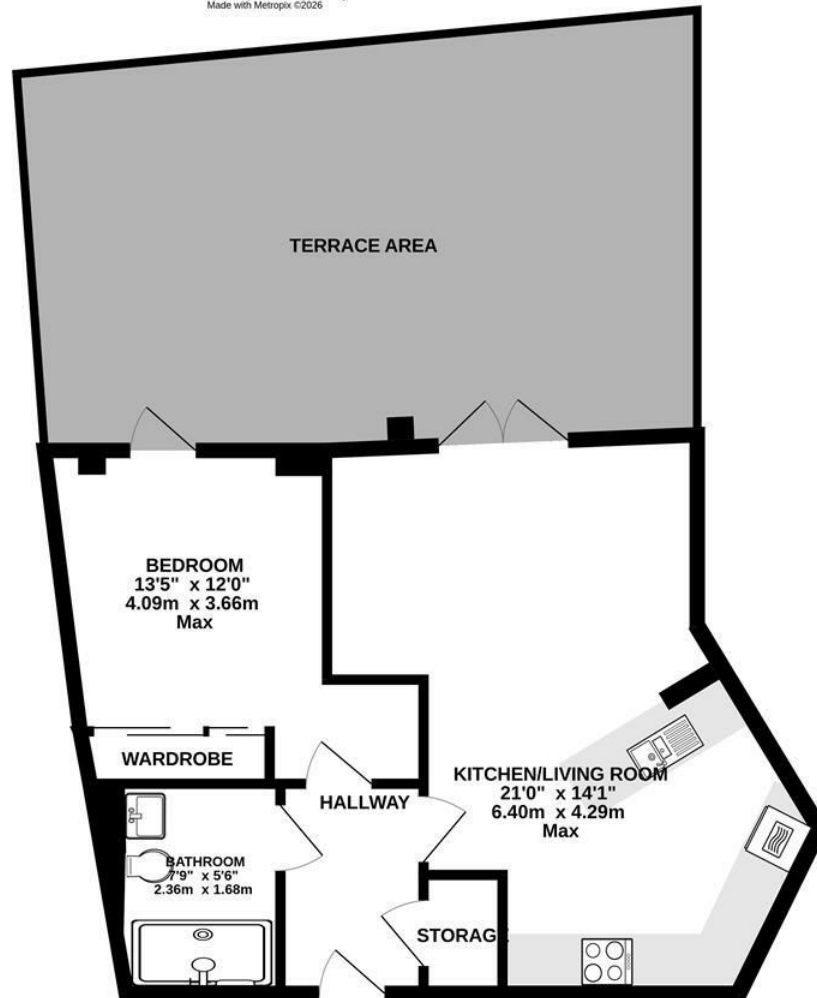 Made with Metropix ©2026
TERRACE AREA
BEDROOM
13'5" x 12'0"
4.09m x 3.66m
Max
WARDROBE
KITCHEN/LIVING ROOM
21'0" x 14'1"
6.40m x 4.29m
Max
HALLWAY
BATHROOM
7'9" x 5'6"
2.36m x 1.68m
STORAGE